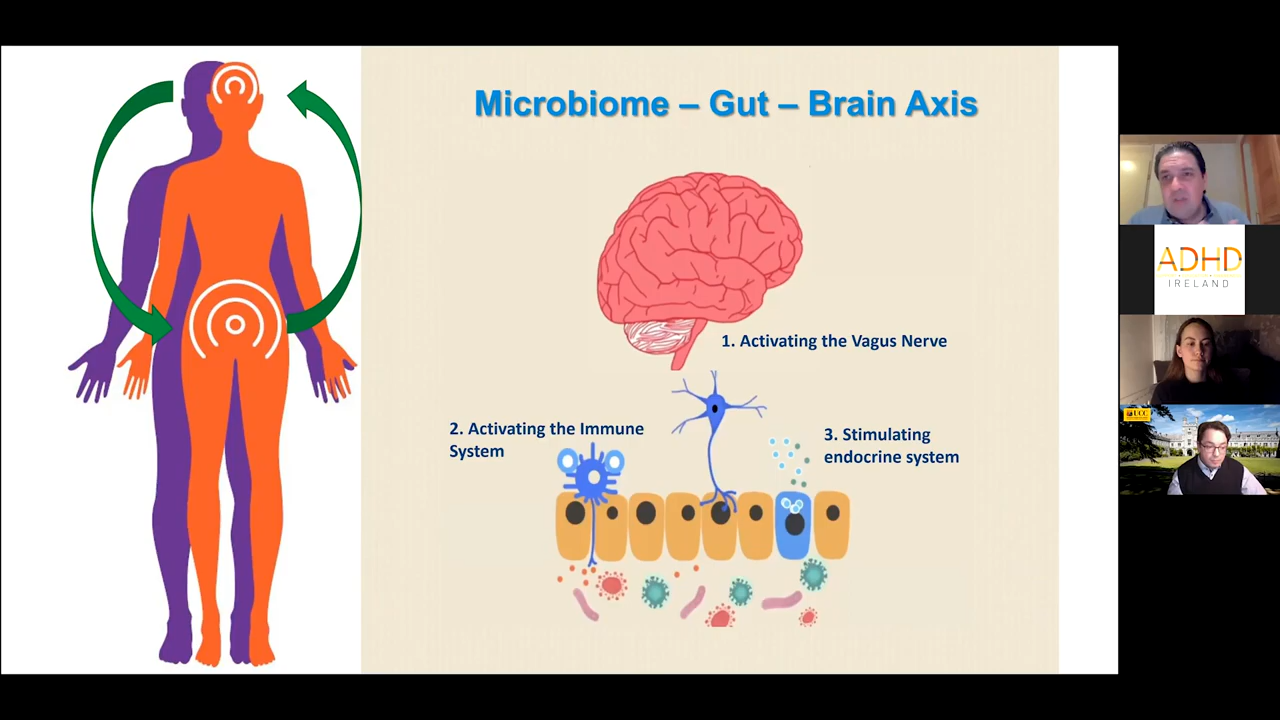 Microbiome – Gut – Brain Axis
1. Activating the Vagus Nerve
2. Activating the Immune
System
3. Stimulating
endocrine system
ADHD
IRELAND
UCC